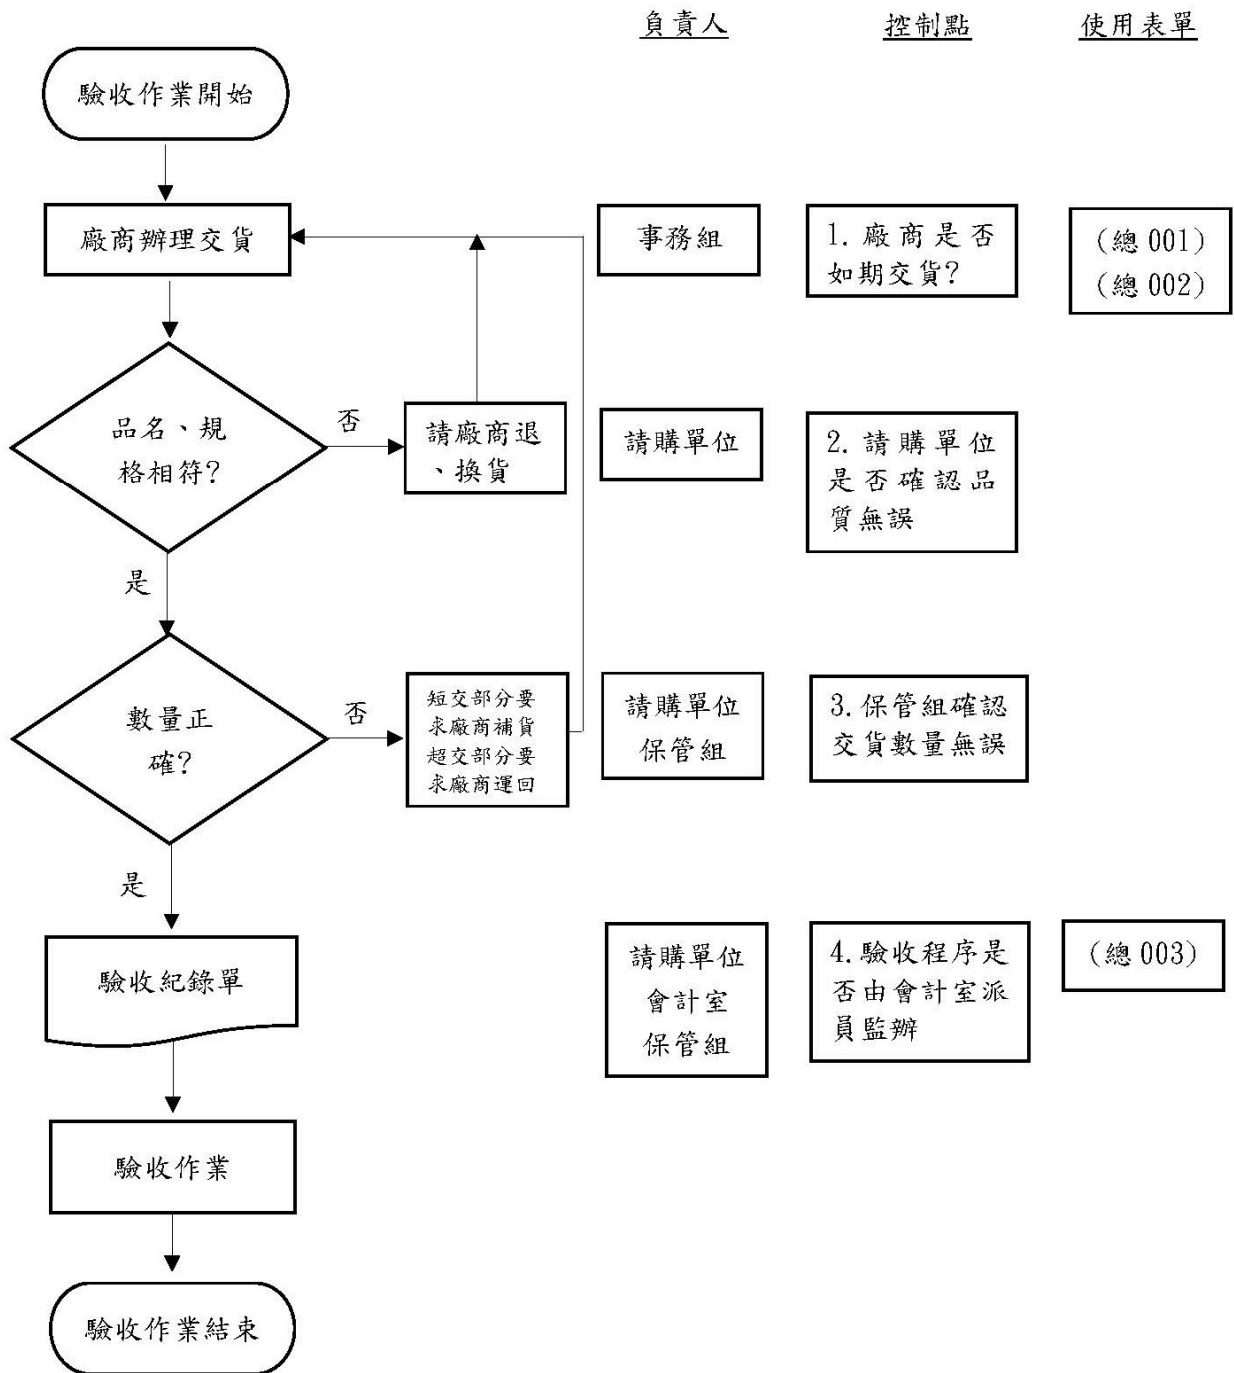 負責人
控制點
使用表單
驗收作業開始
廠商辦理交貨
事務組
1. 廠商是否
如期交貨?
(總 001)
(總 002)
品名、規
格相符?
否
請廠商退
、換貨
請購單位
2. 請購單位
是否確認品
質無誤
是
數量正
確?
否
短交部分要
求廠商補貨
超交部分要
求廠商運回
請購單位
保管組
3. 保管組確認
交貨數量無誤
是
驗收紀錄單
請購單位
會計室
保管組
4. 驗收程序是
否由會計室派
員監辦
(總 003)
驗收作業
驗收作業結束